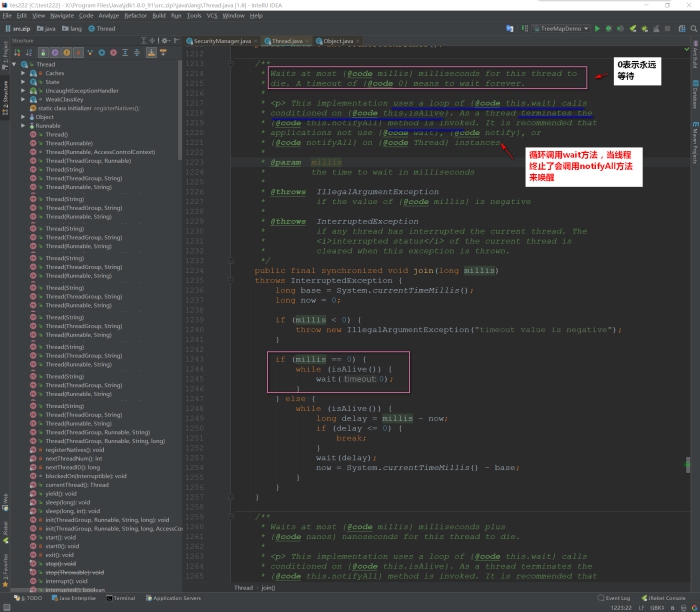 tes222 [C:\test222] - C:\Program Files\Java\jdk1.8.0_91\src.zip\java\lang\Thread.java [1.8] - IntelliJ IDEA
File Edit View Navigate Code Analyze Refactor Build Run Tools VCS Window Help
src.zip java lang Thread
TreeMapDemo
Structure
SecurityManager.java Thread.java Object.java
Thread
Caches
State
UncaughtExceptionHandler
WeakClassKey
static class initializer registerNatives();
Object
Runnable
Thread()
Thread(Runnable)
Thread(Runnable, AccessControlContext)
Thread(ThreadGroup, Runnable)
Thread(String)
Thread(ThreadGroup, String)
Thread(Runnable, String)
Thread(String)
Thread(ThreadGroup, String)
Thread(Runnable, String)
Thread(String)
Thread(ThreadGroup, String)
Thread(Runnable, String)
Thread(String)
Thread(ThreadGroup, String)
Thread(Runnable, String)
Thread(String)
Thread(ThreadGroup, String)
Thread(Runnable, String)
Thread(String)
Thread(ThreadGroup, String)
Thread(Runnable, String)
Thread(String)
Thread(ThreadGroup, String)
Thread(Runnable, String)
Thread(String)
Thread(ThreadGroup, String)
Thread(Runnable, String)
Thread(ThreadGroup, Runnable, String)
Thread(ThreadGroup, Runnable, String, long)
registerNatives(): void
nextThreadNum(): int
nextThreadID(): long
blockedOn(Interruptible): void
currentThread(): Thread
yield(): void
sleep(long): void
sleep(long, int): void
init(ThreadGroup, Runnable, String, long): void
init(ThreadGroup, Runnable, String, long, AccessCo
start(): void
start0(): void
exit(): void
stop(): void
stop(Throwable): void
interrupt(): void
interrupted(): boolean
1212
1213 /**
1214 * Waits at most {@code millis} milliseconds for this thread to
1215 * die. A timeout of {@code 0} means to wait forever.
1216 *
1217 * <p> This implementation uses a loop of {@code this.wait} calls
1218 * conditioned on {@code this.isAlive}. As a thread terminates the
1219 * {@code this.notifyAll} method is invoked. It is recommended that
1220 * applications not use {@code wait}, {@code notify}, or
1221 * {@code notifyAll} on {@code Thread} instances.
1222 *
1223 * @param millis
1224 * the time to wait in milliseconds
1225 *
1226 * @throws IllegalArgumentException
1227 * if the value of {@code millis} is negative
1228 *
1229 * @throws InterruptedException
1230 * if any thread has interrupted the current thread. The
1231 * <i>interrupted status</i> of the current thread is
1232 * cleared when this exception is thrown.
1233 */
1234 public final synchronized void join(long millis)
1235 throws InterruptedException {
1236 long base = System.currentTimeMillis();
1237 long now = 0;
1238
1239 if (millis < 0) {
1240 throw new IllegalArgumentException("timeout value is negative");
1241 }
1242
1243 if (millis == 0) {
1244 while (isAlive()) {
1245 wait( timeout: 0);
1246 }
1247 } else {
1248 while (isAlive()) {
1249 long delay = millis - now;
1250 if (delay <= 0) {
1251 break;
1252 }
1253 wait(delay);
1254 now = System.currentTimeMillis() - base;
1255 }
1256 }
1257 }
1258
1259 /**
1260 * Waits at most {@code millis} milliseconds plus
1261 * {@code nanos} nanoseconds for this thread to die.
1262 *
1263 * <p> This implementation uses a loop of {@code this.wait} calls
1264 * conditioned on {@code this.isAlive}. As a thread terminates the
1265 * {@code this.notifyAll} method is invoked. It is recommended that
0表示永远
等待
循环调用wait方法，当线程
终止了会调用notifyAll方法
来唤醒
Thread join()
6: TODO Java Enterprise Terminal Application Servers
Event Log JRebel Console
1223:22 LF GBK